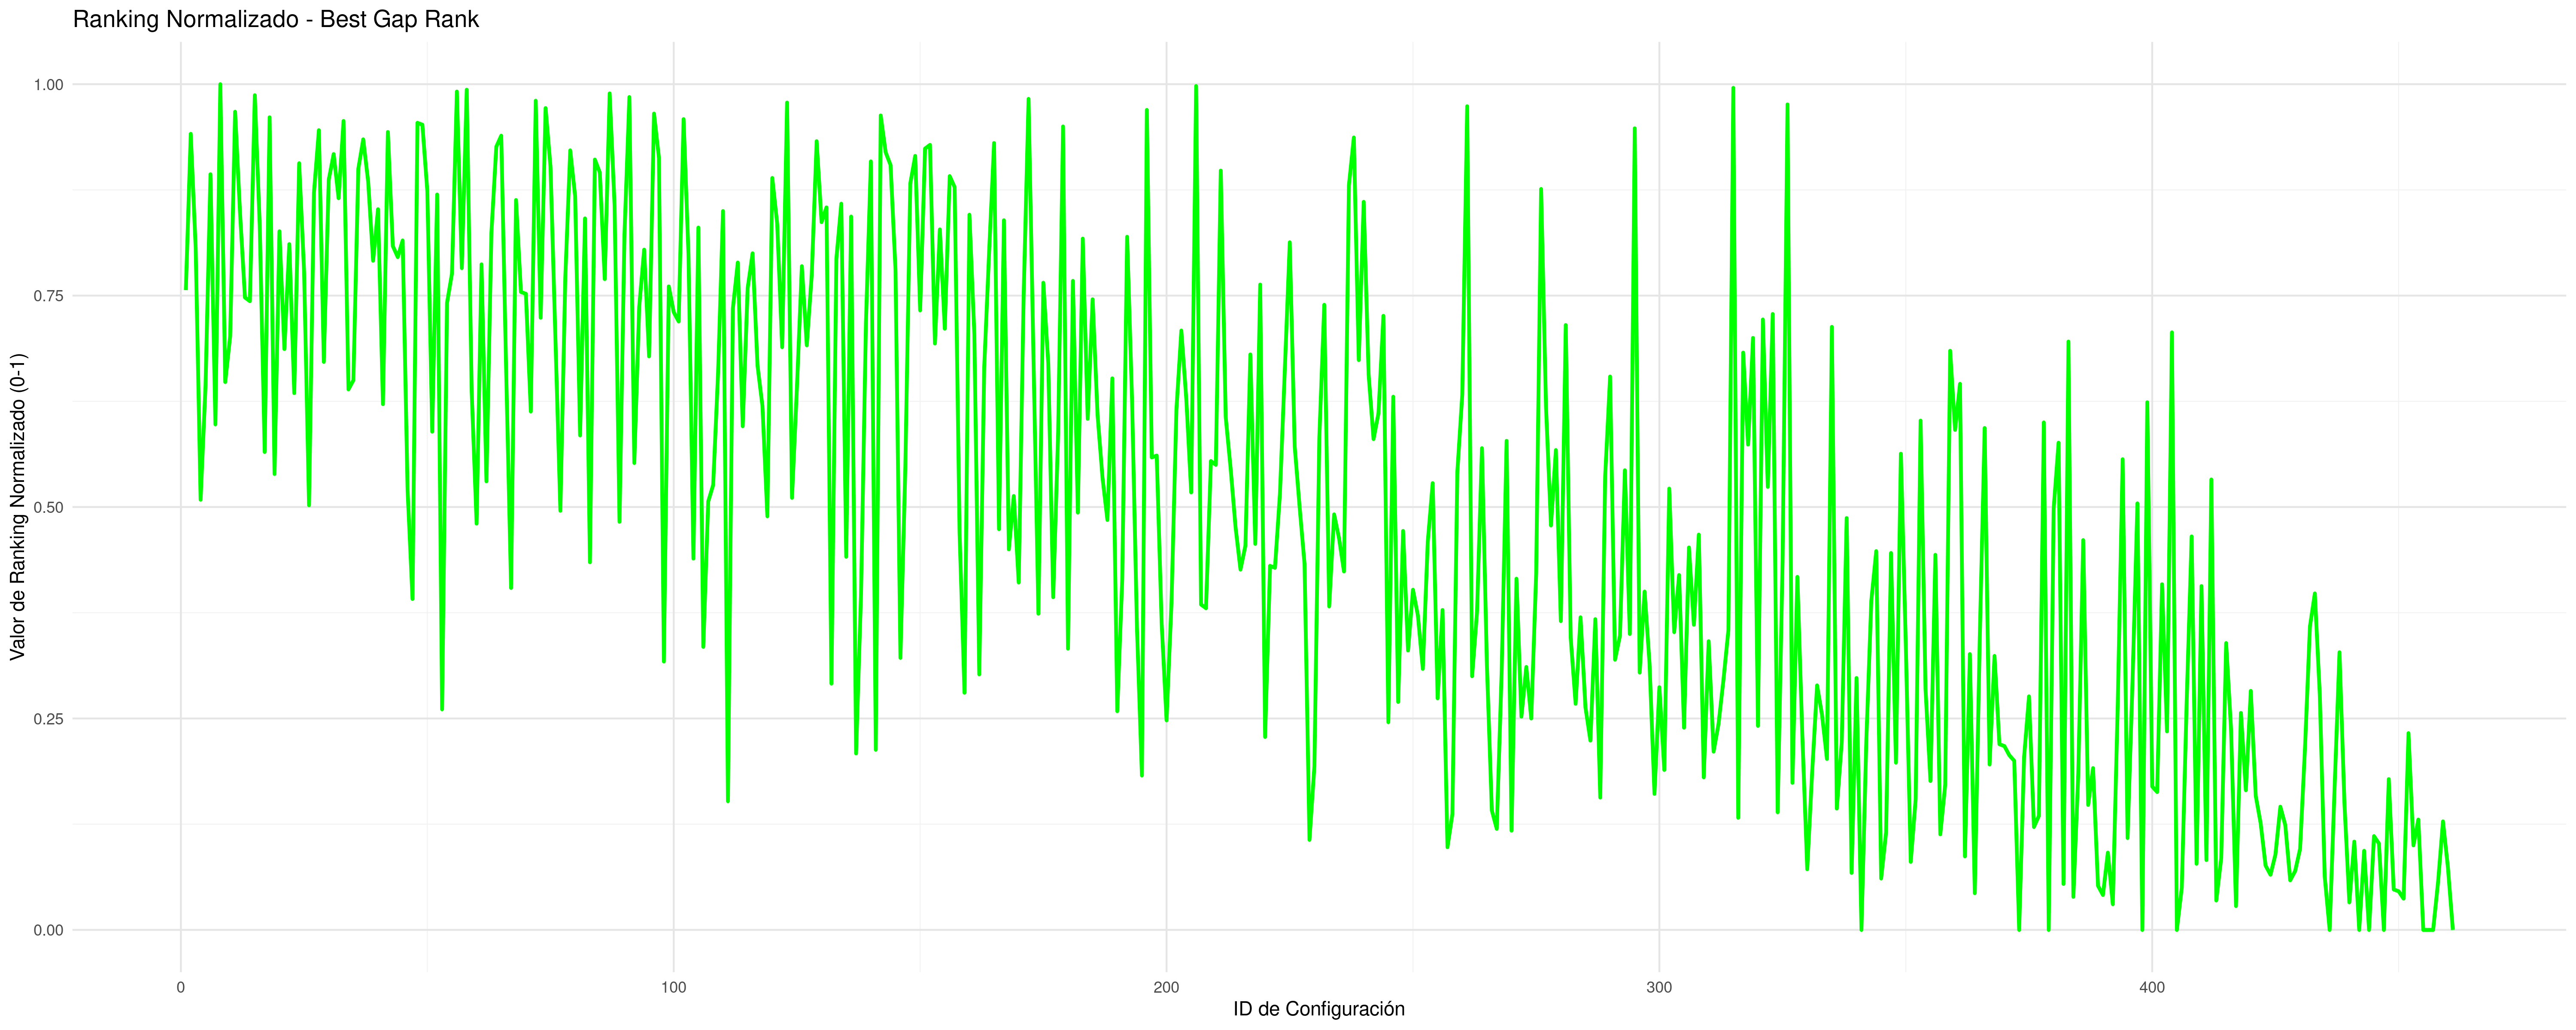 Ranking Normalizado - Best Gap Rank
Valor de Ranking Normalizado (0-1)
1.00
0.75
0.50
0.25
0.00
0 100 200 300 400
ID de Configuración